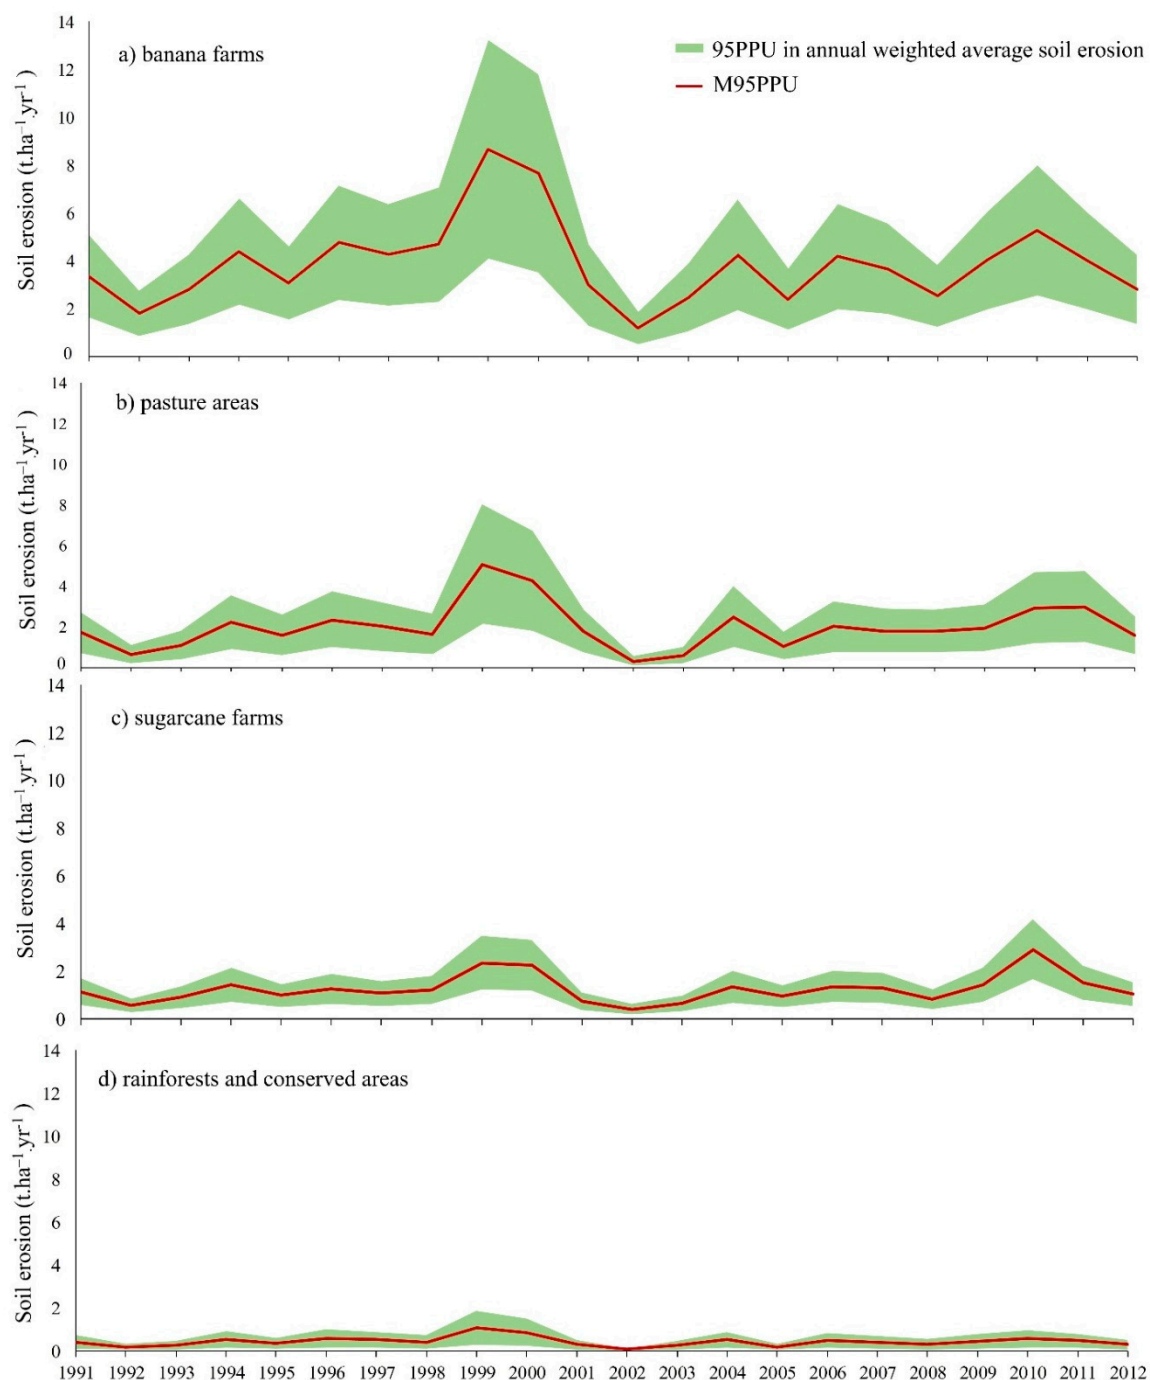 14
12
10
8
6
4
2
0
Soil erosion (t.ha⁻¹.yr⁻¹ )
a) banana farms
95PPU in annual weighted average soil erosion
M95PPU
14
12
10
8
6
4
2
0
Soil erosion (t.ha⁻¹.yr⁻¹ )
b) pasture areas
14
12
10
8
6
4
2
0
Soil erosion (t.ha⁻¹.yr⁻¹ )
c) sugarcane farms
14
12
10
8
6
4
2
0
Soil erosion (t.ha⁻¹.yr⁻¹ )
d) rainforests and conserved areas
1991 1992 1993 1994 1995 1996 1997 1998 1999 2000 2001 2002 2003 2004 2005 2006 2007 2008 2009 2010 2011 2012